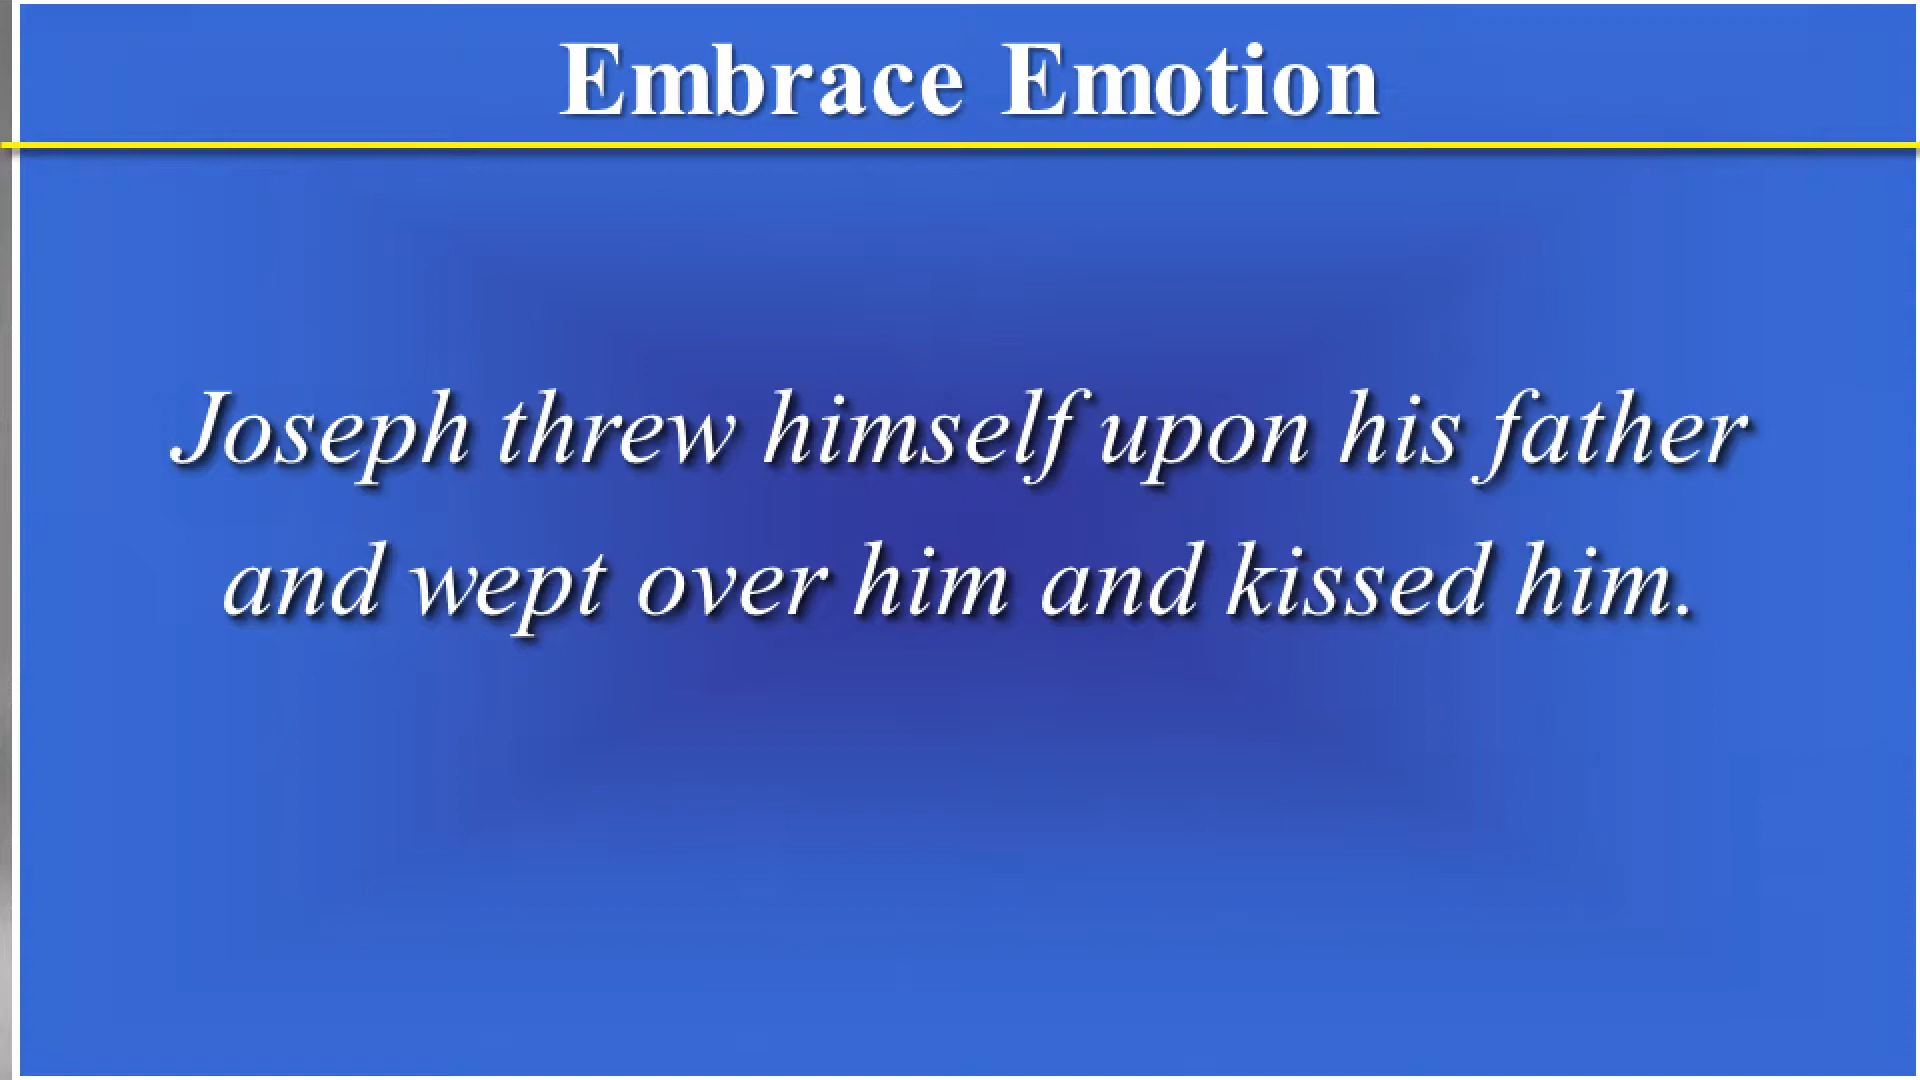 Embrace Emotion
Joseph threw himself upon his father
and wept over him and kissed him.